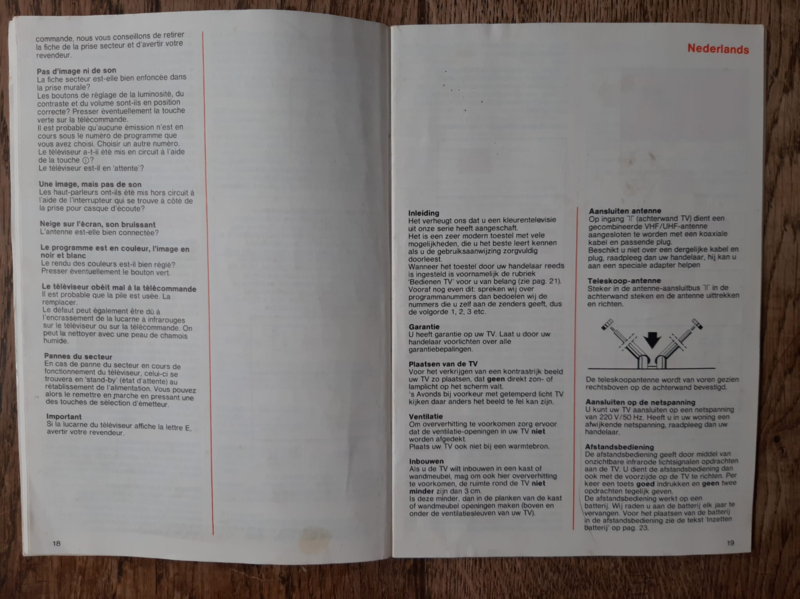 commande, nous vous conseillons de retirer
la fiche de la prise secteur et d'avertir votre
revendeur.
Pas d'image ni de son
La fiche secteur est-elle bien enfoncée dans
la prise murale?
Les boutons de réglage de la luminosité, du
contraste et du volume sont-ils en position
correcte? Presser éventuellement la touche
verte sur la télécommande.
Il est probable qu'aucune émission n'est en
cours sous le numéro de programme que
vous avez choisi. Choisir un autre numéro.
Le téléviseur a-t-il été mis en circuit à l'aide
de la touche ?
Le téléviseur est-il en 'attente'?
Une image, mais pas de son
Les haut-parleurs ont-ils été mis hors circuit à
l'aide de l'interrupteur qui se trouve à côté de
la prise pour casque d'écoute?
Neige sur l'écran, son bruissant
L'antenne est-elle bien connectée?
Le programme est en couleur, l'image en
noir et blanc
Le rendu des couleurs est-il bien réglé?
Presser éventuellement le bouton vert.
Le téléviseur obéit mal à la télécommande
Il est probable que la pile est usée. La
remplacer.
Le défaut peut également être dû à
l'encrassement de la lucarne à infrarouges
sur le téléviseur ou sur la télécommande. On
peut la nettoyer avec une peau de chamois
humide.
Pannes du secteur
En cas de panne du secteur en cours de
fonctionnement du téléviseur, celui-ci se
trouvera en 'stand-by' (état d'attente) au
rétablissement de l'alimentation. Vous pouvez
alors le remettre en marche en pressant une
des touches de sélection d'émetteur.
Important
Si la lucarne du téléviseur affiche la lettre E,
avertir votre revendeur.
18
Nederlands
Inleiding
Het verheugt ons dat u een kleurentelevisie
uit onze serie heeft aangeschaft.
Het is een zeer modern toestel met vele
mogelijkheden, die u het beste leert kennen
als u de gebruiksaanwijzing zorgvuldig
doorleest.
Wanneer het toestel door uw handelaar reeds
is ingesteld is voornamelijk de rubriek
'Bedienen TV' voor u van belang (zie pag. 21).
Vooraf nog even dit: spreken wij over
programmanummers dan bedoelen wij de
nummers die u zelf aan de zenders geeft, dus
de volgorde 1, 2, 3 etc.
Garantie
U heeft garantie op uw TV. Laat u door uw
handelaar voorlichten over alle
garantiebepalingen.
Plaatsen van de TV
Voor het verkrijgen van een kontrastrijk beeld
uw TV zo plaatsen, dat geen direkt zon- of
lamplicht op het scherm valt.
's Avonds bij voorkeur met getemperd licht TV
kijken daar anders het beeld te fel kan zijn.
Ventilatie
Om oververhitting te voorkomen zorg ervoor
dat de ventilatie-openingen in uw TV niet
worden afgedekt.
Plaats uw TV ook niet bij een warmtebron.
Inbouwen
Als u de TV wilt inbouwen in een kast of
wandmeubel, mag om ook hier oververhitting
te voorkomen, de ruimte rond de TV niet
minder zijn dan 3 cm.
Is deze minder, dan in de planken van de kast
of wandmeubel openingen maken (boven en
onder de ventilatiesleuven van uw TV).
Aansluiten antenne
Op ingang (achterwand TV) dient een
gecombineerde VHF/UHF-antenne
aangesloten te worden met een koaxiale
kabel en passende plug.
Beschikt u niet over een dergelijke kabel en
plug, raadpleeg dan uw handelaar, hij kan u
aan een speciale adapter helpen
Teleskoop-antenne
Steker in de antenne-aansluitbus in de
achterwand steken en de antenne uittrekken
en richten.
De teleskoopantenne wordt van voren gezien
rechtsboven op de achterwand bevestigd.
Aansluiten op de netspanning
U kunt uw TV aansluiten op een netspanning
van 220 V/50 Hz. Heeft u in uw woning een
afwijkende netspanning, raadpleeg dan uw
handelaar.
Afstandsbediening
De afstandsbediening geeft door middel van
onzichtbare infrarode lichtsignalen opdrachten
aan de TV. U dient de afstandsbediening dan
ook met de voorzijde op de TV te richten. Per
keer een toets goed indrukken en geen twee
opdrachten tegelijk geven.
De afstandsbediening werkt op een
batterij. Wij raden u aan de batterij elk jaar te
vervangen. Voor het plaatsen van de batterij
in de afstandsbediening zie de tekst 'Inzetten
batterij' op pag. 23.
19